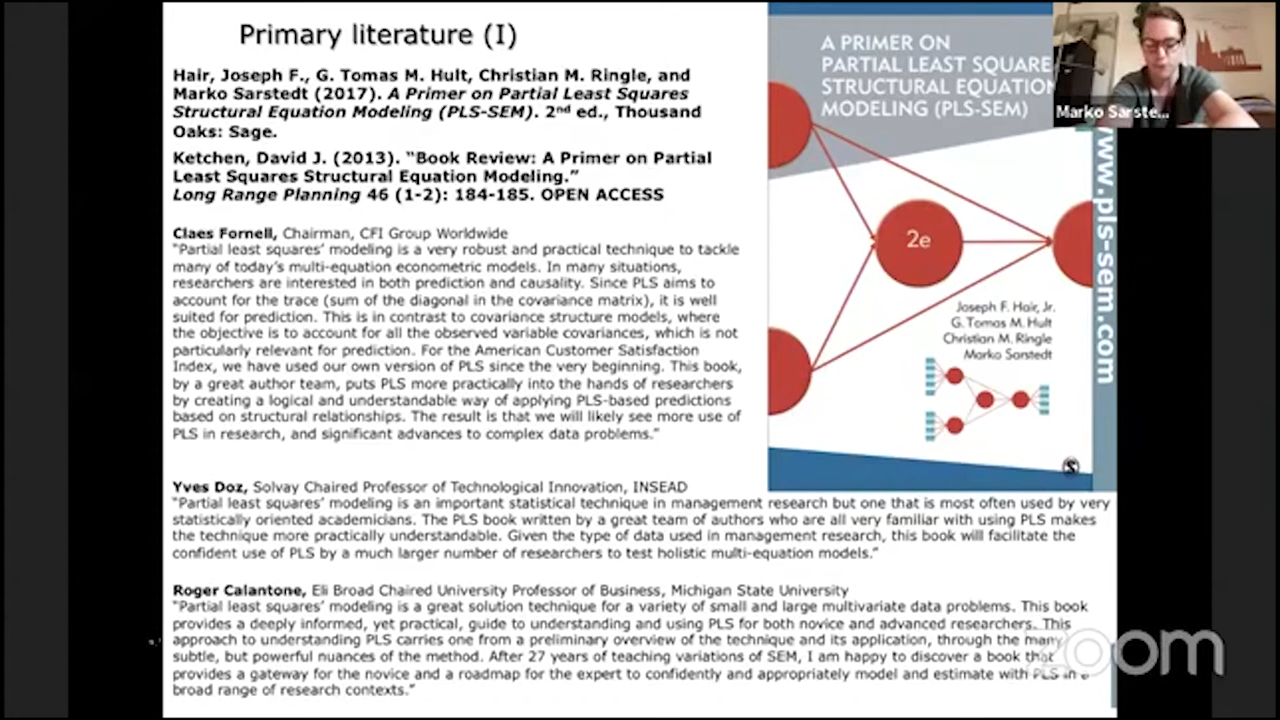 Primary literature (I)
Hair, Joseph F., G. Tomas M. Hult, Christian M. Ringle, and
Marko Sarstedt (2017). A Primer on Partial Least Squares
Structural Equation Modeling (PLS-SEM). 2nd ed., Thousand
Oaks: Sage.
Ketchen, David J. (2013). “Book Review: A Primer on Partial
Least Squares Structural Equation Modeling.”
Long Range Planning 46 (1-2): 184-185. OPEN ACCESS
Claes Fornell, Chairman, CFI Group Worldwide
“Partial least squares’ modeling is a very robust and practical technique to tackle
many of today’s multi-equation econometric models. In many situations,
researchers are interested in both prediction and causality. Since PLS aims to
account for the trace (sum of the diagonal in the covariance matrix), it is well
suited for prediction. This is in contrast to covariance structure models, where
the objective is to account for all the observed variable covariances, which is not
particularly relevant for prediction. For the American Customer Satisfaction
Index, we have used our own version of PLS since the very beginning. This book,
by a great author team, puts PLS more practically into the hands of researchers
by creating a logical and understandable way of applying PLS-based predictions
based on structural relationships. The result is that we will likely see more use of
PLS in research, and significant advances to complex data problems.”
Yves Doz, Solvay Chaired Professor of Technological Innovation, INSEAD
“Partial least squares’ modeling is an important statistical technique in management research but one that is most often used by very
statistically oriented academicians. The PLS book written by a great team of authors who are all very familiar with using PLS makes
the technique more practically understandable. Given the type of data used in management research, this book will facilitate the
confident use of PLS by a much larger number of researchers to test holistic multi-equation models.”
Roger Calantone, Eli Broad Chaired University Professor of Business, Michigan State University
“Partial least squares’ modeling is a great solution technique for a variety of small and large multivariate data problems. This book
provides a deeply informed, yet practical, guide to understanding and using PLS for both novice and advanced researchers. This
approach to understanding PLS carries one from a preliminary overview of the technique and its application, through the many
subtle, but powerful nuances of the method. After 27 years of teaching variations of SEM, I am happy to discover a book that
provides a gateway for the novice and a roadmap for the expert to confidently and appropriately model and estimate with PLS in a
broad range of research contexts.”
A PRIMER ON
PARTIAL LEAST SQUARE
STRUCTURAL EQUATION
MODELING (PLS-SEM)
2e
Joseph F. Hair, Jr.
G. Tomas M. Hult
Christian M. Ringle
Marko Sarstedt
www.pls-sem.com
Marko Sarste...
zoom